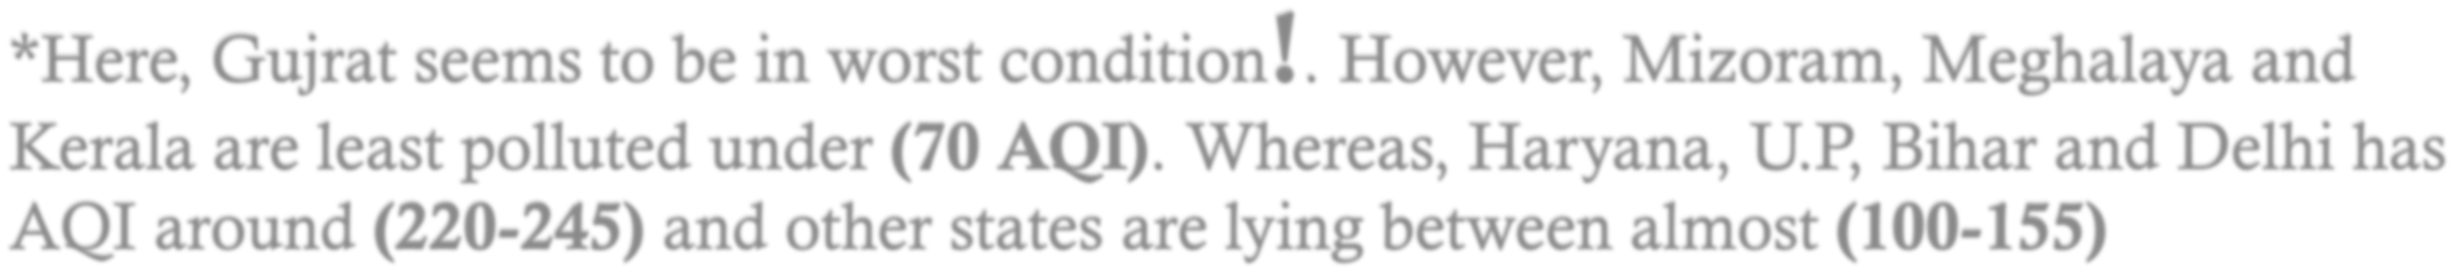 *Here, Gujrat seems to be in worst condition!. However, Mizoram, Meghalaya and
Kerala are least polluted under (70 AQI). Whereas, Haryana, U.P, Bihar and Delhi has
AQI around (220-245) and other states are lying between almost (100-155)